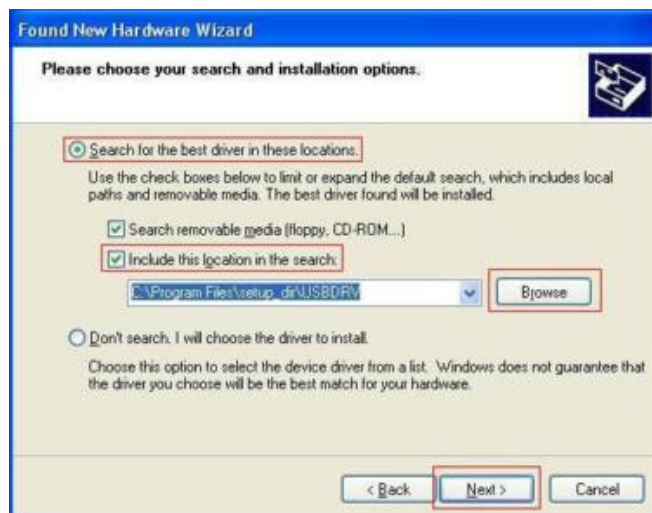 Found New Hardware Wizard
Please choose your search and installation options.
Search for the best driver in these locations.
Use the check boxes below to limit or expand the default search, which includes local
paths and removable media. The best driver found will be installed.
Search removable media (floppy, CD-ROM...)
Include this location in the search:
C:\Program Files\setup_dir\USBDRV
Browse
Don't search. I will choose the driver to install.
Choose this option to select the device driver from a list. Windows does not guarantee that
the driver you choose will be the best match for your hardware.
< Back Next > Cancel